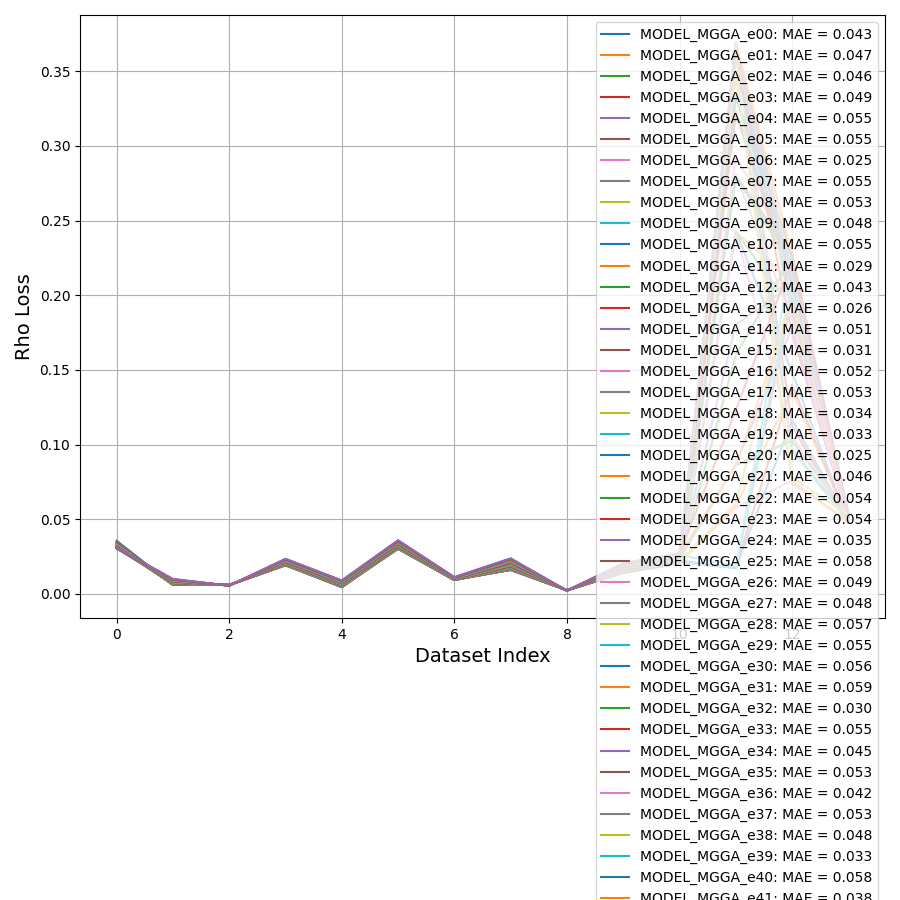 0.35
0.30
0.25
0.20
0.15
0.10
0.05
0.00
Rho Loss
0
2
4
6
8
10
12
Dataset Index
MODEL_MGGA_e00: MAE = 0.043
MODEL_MGGA_e01: MAE = 0.047
MODEL_MGGA_e02: MAE = 0.046
MODEL_MGGA_e03: MAE = 0.049
MODEL_MGGA_e04: MAE = 0.055
MODEL_MGGA_e05: MAE = 0.055
MODEL_MGGA_e06: MAE = 0.025
MODEL_MGGA_e07: MAE = 0.055
MODEL_MGGA_e08: MAE = 0.053
MODEL_MGGA_e09: MAE = 0.048
MODEL_MGGA_e10: MAE = 0.055
MODEL_MGGA_e11: MAE = 0.029
MODEL_MGGA_e12: MAE = 0.043
MODEL_MGGA_e13: MAE = 0.026
MODEL_MGGA_e14: MAE = 0.051
MODEL_MGGA_e15: MAE = 0.031
MODEL_MGGA_e16: MAE = 0.052
MODEL_MGGA_e17: MAE = 0.053
MODEL_MGGA_e18: MAE = 0.034
MODEL_MGGA_e19: MAE = 0.033
MODEL_MGGA_e20: MAE = 0.025
MODEL_MGGA_e21: MAE = 0.046
MODEL_MGGA_e22: MAE = 0.054
MODEL_MGGA_e23: MAE = 0.054
MODEL_MGGA_e24: MAE = 0.035
MODEL_MGGA_e25: MAE = 0.058
MODEL_MGGA_e26: MAE = 0.049
MODEL_MGGA_e27: MAE = 0.048
MODEL_MGGA_e28: MAE = 0.057
MODEL_MGGA_e29: MAE = 0.055
MODEL_MGGA_e30: MAE = 0.056
MODEL_MGGA_e31: MAE = 0.059
MODEL_MGGA_e32: MAE = 0.030
MODEL_MGGA_e33: MAE = 0.055
MODEL_MGGA_e34: MAE = 0.045
MODEL_MGGA_e35: MAE = 0.053
MODEL_MGGA_e36: MAE = 0.042
MODEL_MGGA_e37: MAE = 0.053
MODEL_MGGA_e38: MAE = 0.048
MODEL_MGGA_e39: MAE = 0.033
MODEL_MGGA_e40: MAE = 0.058
MODEL_MGGA_e41: MAE = 0.038